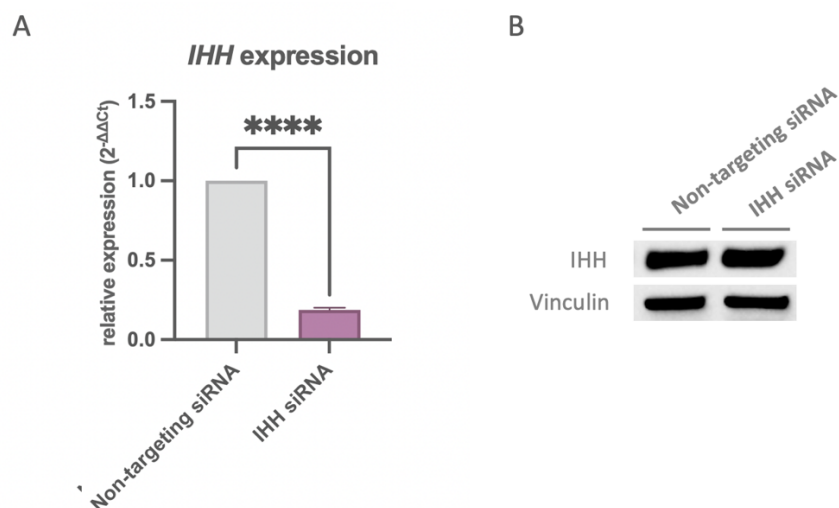 A
IHH expression
relative expression (2-ΔΔCt)
1.5
1.0
0.5
0.0
****
Non-targeting siRNA
IHH siRNA
B
Non-targeting siRNA
IHH siRNA
IHH
Vinculin